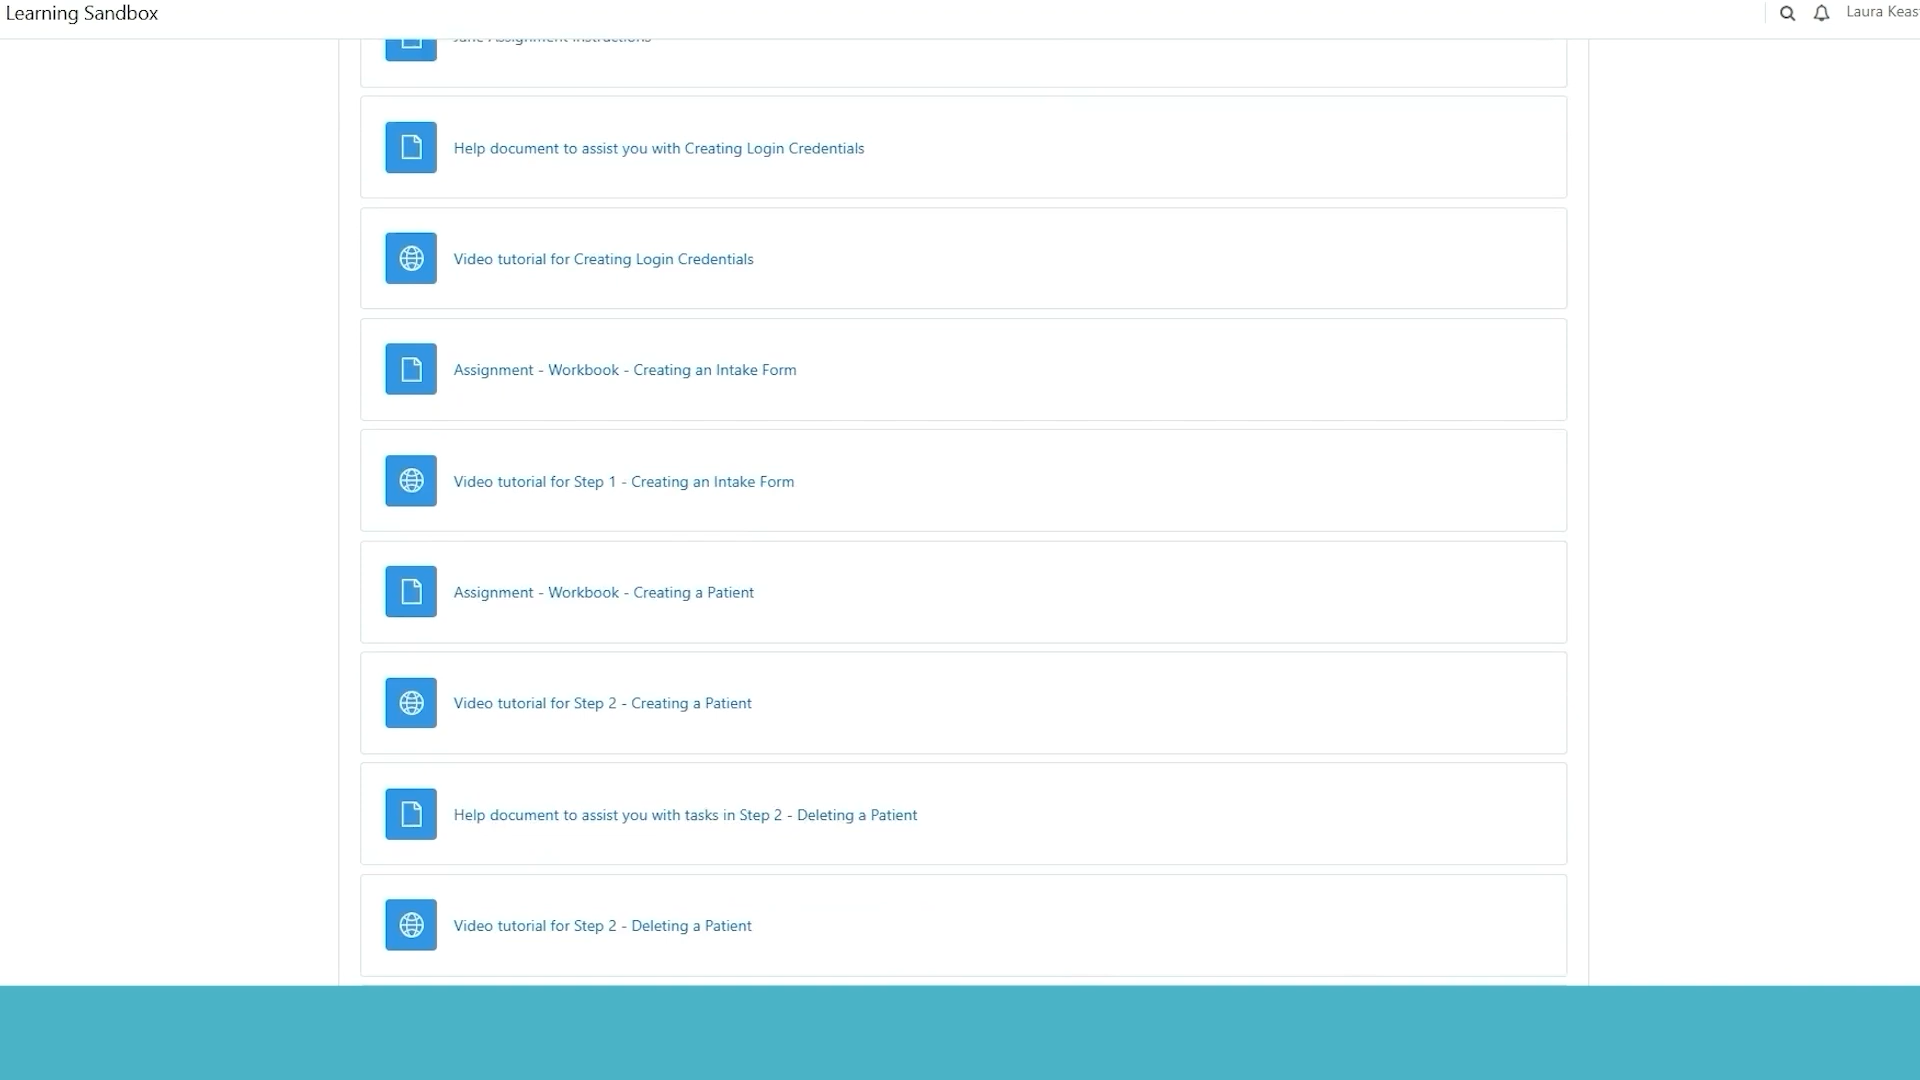 Learning Sandbox
Laura Keas
Jane Assignment Instructions
Help document to assist you with Creating Login Credentials
Video tutorial for Creating Login Credentials
Assignment - Workbook - Creating an Intake Form
Video tutorial for Step 1 - Creating an Intake Form
Assignment - Workbook - Creating a Patient
Video tutorial for Step 2 - Creating a Patient
Help document to assist you with tasks in Step 2 - Deleting a Patient
Video tutorial for Step 2 - Deleting a Patient